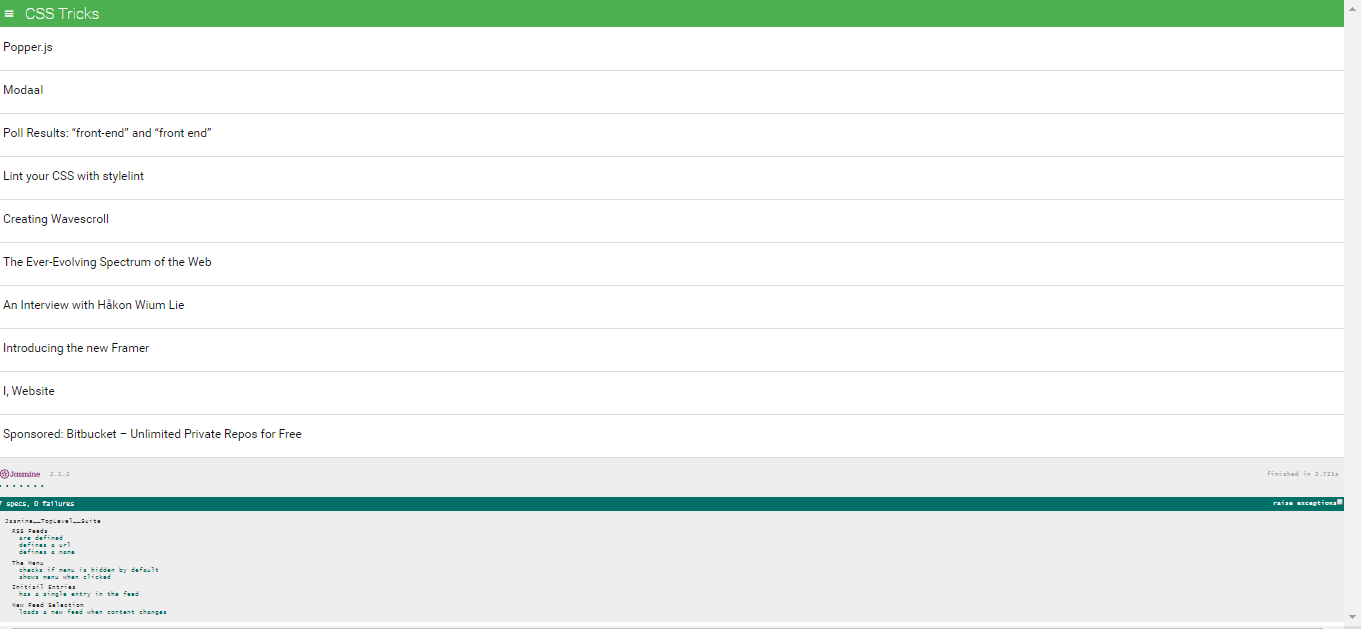 CSS Tricks
Popper.js
Modaal
Poll Results: “front-end” and “front end”
Lint your CSS with stylelint
Creating Wavescroll
The Ever-Evolving Spectrum of the Web
An Interview with Håkon Wium Lie
Introducing the new Framer
I, Website
Sponsored: Bitbucket – Unlimited Private Repos for Free
Jasmine 2.1.2 finished in 2.721s
7 specs, 0 failures raise exceptions
Jasmine__TopLevel__Suite
RSS Feeds
are defined
defines a url
defines a name
The Menu
checks if menu is hidden by default
shows menu when clicked
Initiail Entries
has a single entry in the feed
New Feed Selection
loads a new feed when content changes